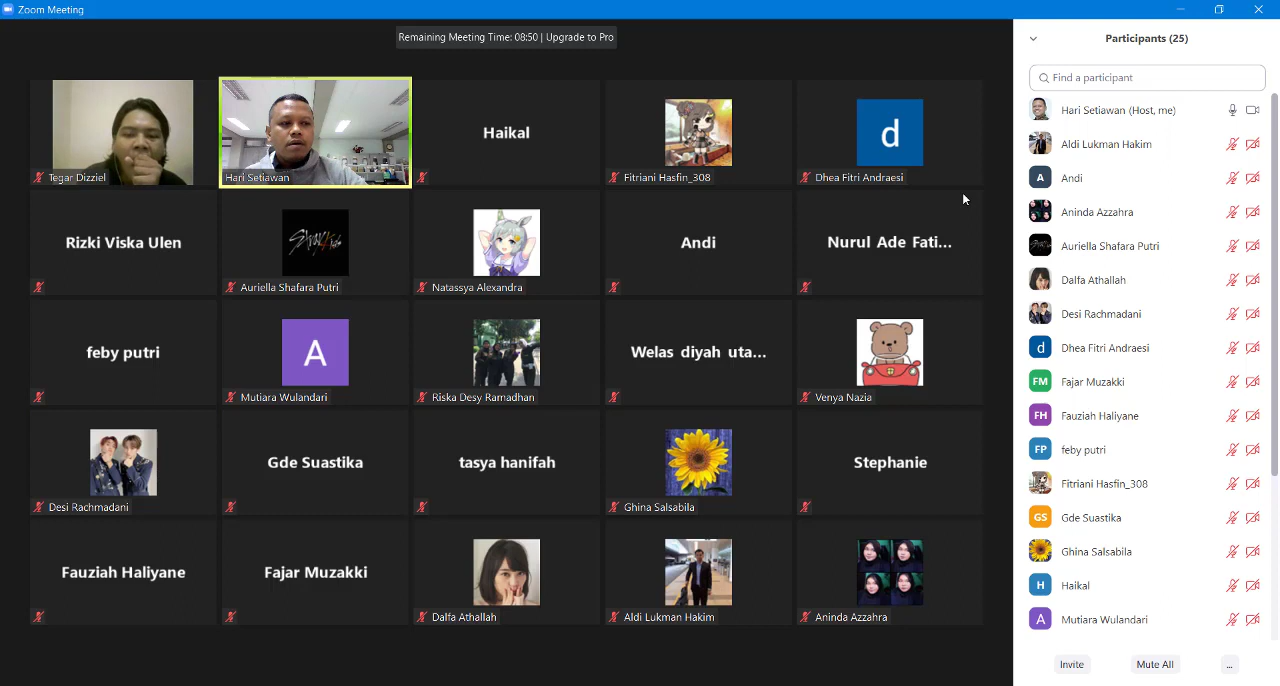 Zoom Meeting
Remaining Meeting Time: 08:50 | Upgrade to Pro
Tegar Dizziel
Hari Setiawan
Haikal
Fitriani Hasfin_308
d
Dhea Fitri Andraesi
Rizki Viska Ulen
Auriella Shafara Putri
Natassya Alexandra
Andi
Nurul Ade Fati...
feby putri
A
Mutiara Wulandari
Riska Desy Ramadhan
Welas diyah uta...
Venya Nazia
Desi Rachmadani
Gde Suastika
tasya hanifah
Ghina Salsabila
Stephanie
Fauziah Haliyane
Fajar Muzakki
Dalfa Athallah
Aldi Lukman Hakim
Aninda Azzahra
Participants (25)
Find a participant
Hari Setiawan (Host, me)
Aldi Lukman Hakim
A Andi
Aninda Azzahra
Auriella Shafara Putri
Dalfa Athallah
Desi Rachmadani
d Dhea Fitri Andraesi
FM Fajar Muzakki
FH Fauziah Haliyane
FP feby putri
Fitriani Hasfin_308
GS Gde Suastika
Ghina Salsabila
H Haikal
A Mutiara Wulandari
Invite
Mute All
...